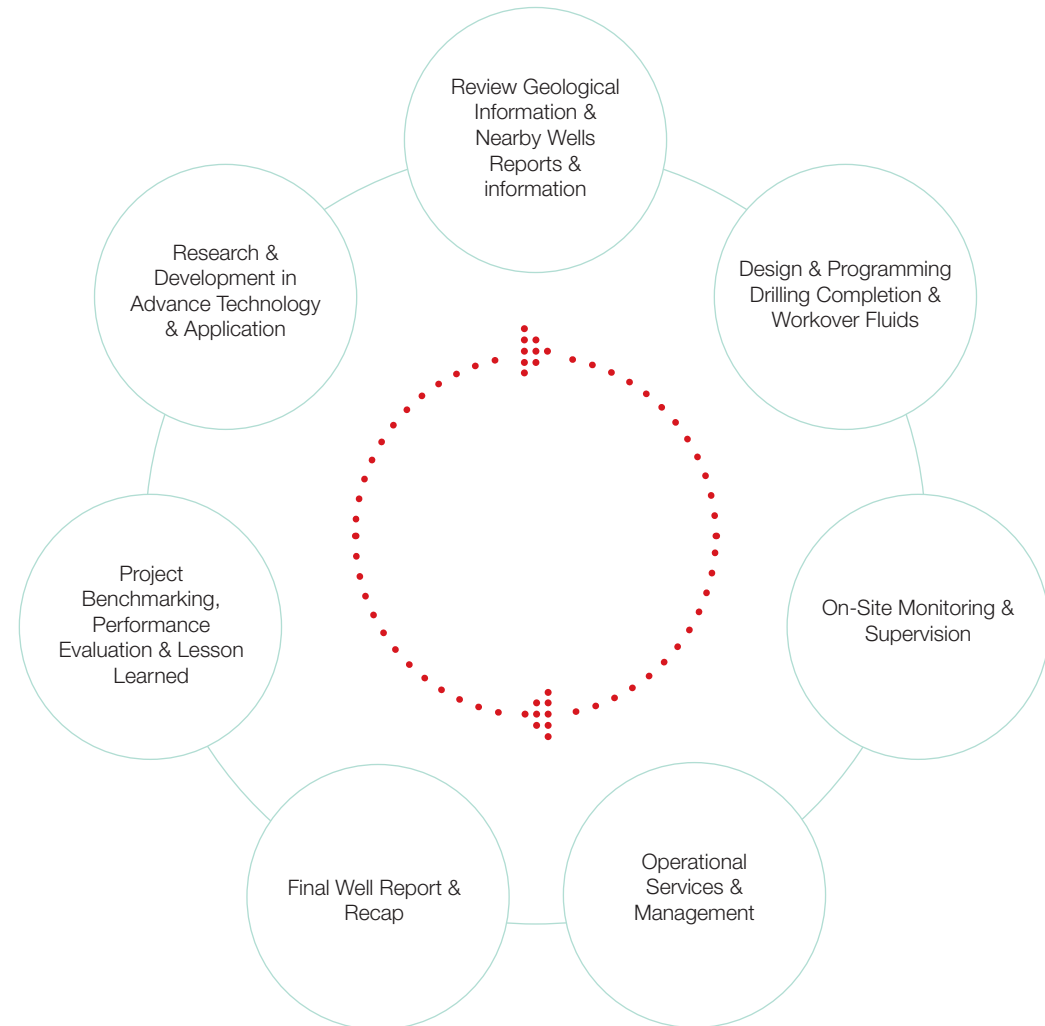 Review Geological
Information &
Nearby Wells
Reports &
information
Design & Programming
Drilling Completion &
Workover Fluids
On-Site Monitoring &
Supervision
Operational
Services &
Management
Final Well Report &
Recap
Project
Benchmarking,
Performance
Evaluation & Lesson
Learned
Research &
Development in
Advance Technology
& Application